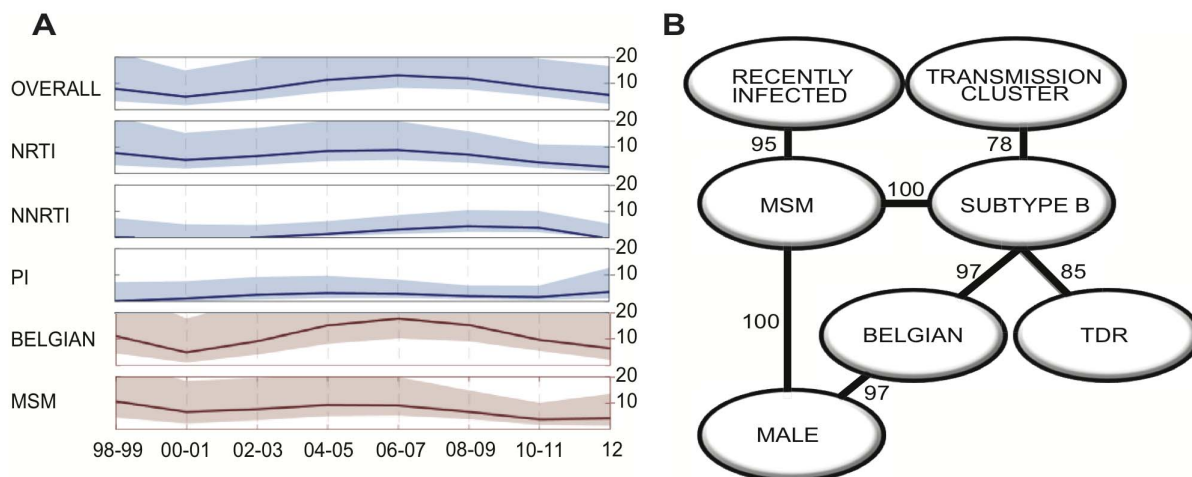 A
OVERALL
20
10
NRTI
20
10
NNRTI
20
10
PI
20
10
BELGIAN
20
10
MSM
20
10
98-99 00-01 02-03 04-05 06-07 08-09 10-11 12
B
RECENTLY
INFECTED
TRANSMISSION
CLUSTER
95
78
MSM
100
SUBTYPE B
97
85
100
BELGIAN
TDR
97
MALE